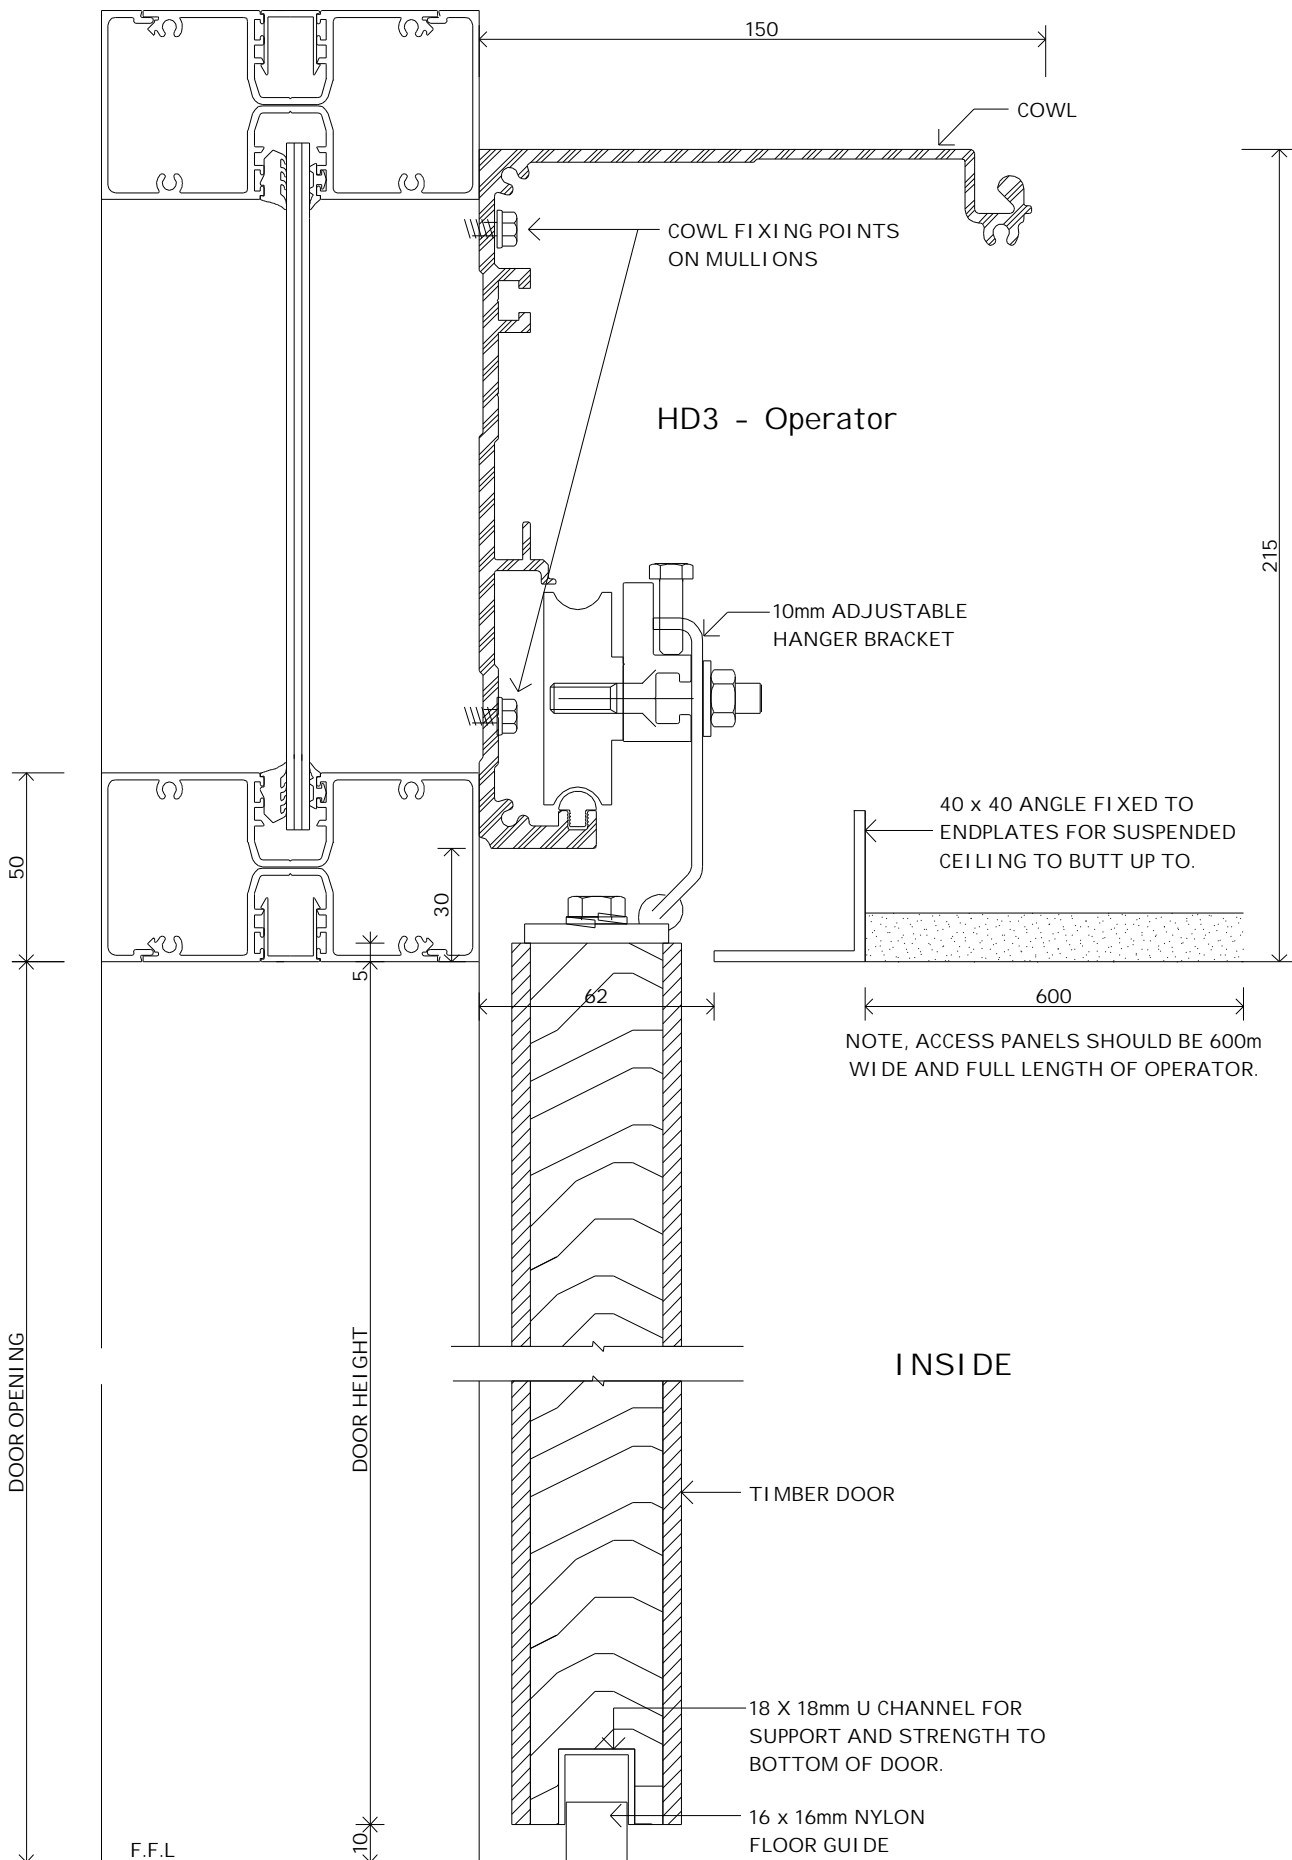 150
COWL
COWL FIXING POINTS
ON MULLIONS
HD3 - Operator
215
10mm ADJUSTABLE
HANGER BRACKET
40 x 40 ANGLE FIXED TO
ENDPLATES FOR SUSPENDED
CEILING TO BUTT UP TO.
50
30
5
62
600
NOTE, ACCESS PANELS SHOULD BE 600m
WIDE AND FULL LENGTH OF OPERATOR.
DOOR OPENING
DOOR HEIGHT
INSIDE
TIMBER DOOR
18 X 18mm U CHANNEL FOR
SUPPORT AND STRENGTH TO
BOTTOM OF DOOR.
16 x 16mm NYLON
FLOOR GUIDE
10
F.F.L